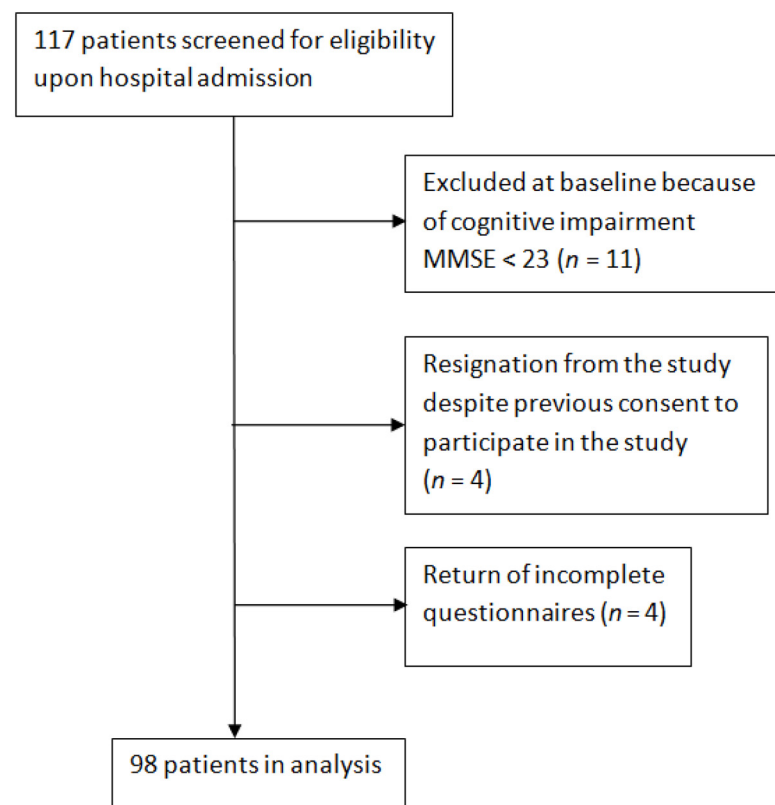 117 patients screened for eligibility
upon hospital admission
Excluded at baseline because
of cognitive impairment
MMSE < 23 (n = 11)
Resignation from the study
despite previous consent to
participate in the study
(n = 4)
Return of incomplete
questionnaires (n = 4)
98 patients in analysis